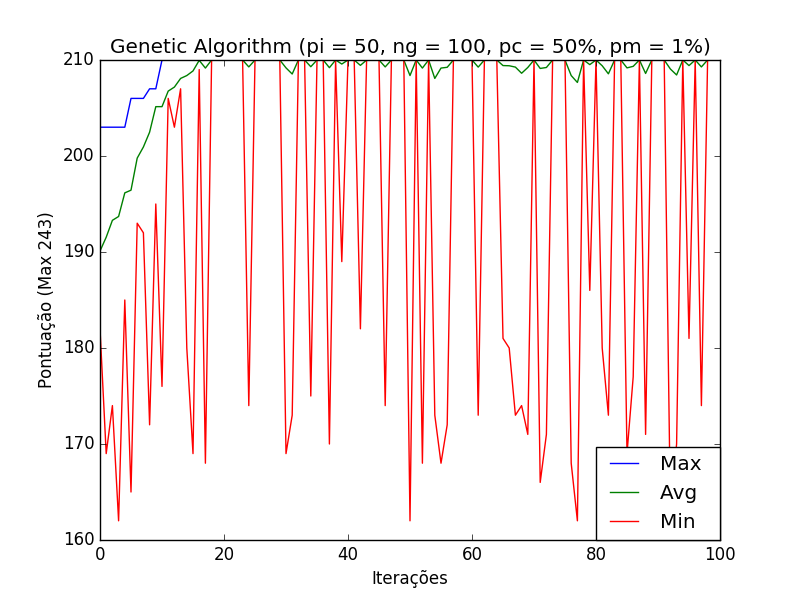 Genetic Algorithm (pi = 50, ng = 100, pc = 50%, pm = 1%)
210
200
190
180
170
160
Pontuação (Max 243)
Max
Avg
Min
0 20 40 60 80 100
Iterações